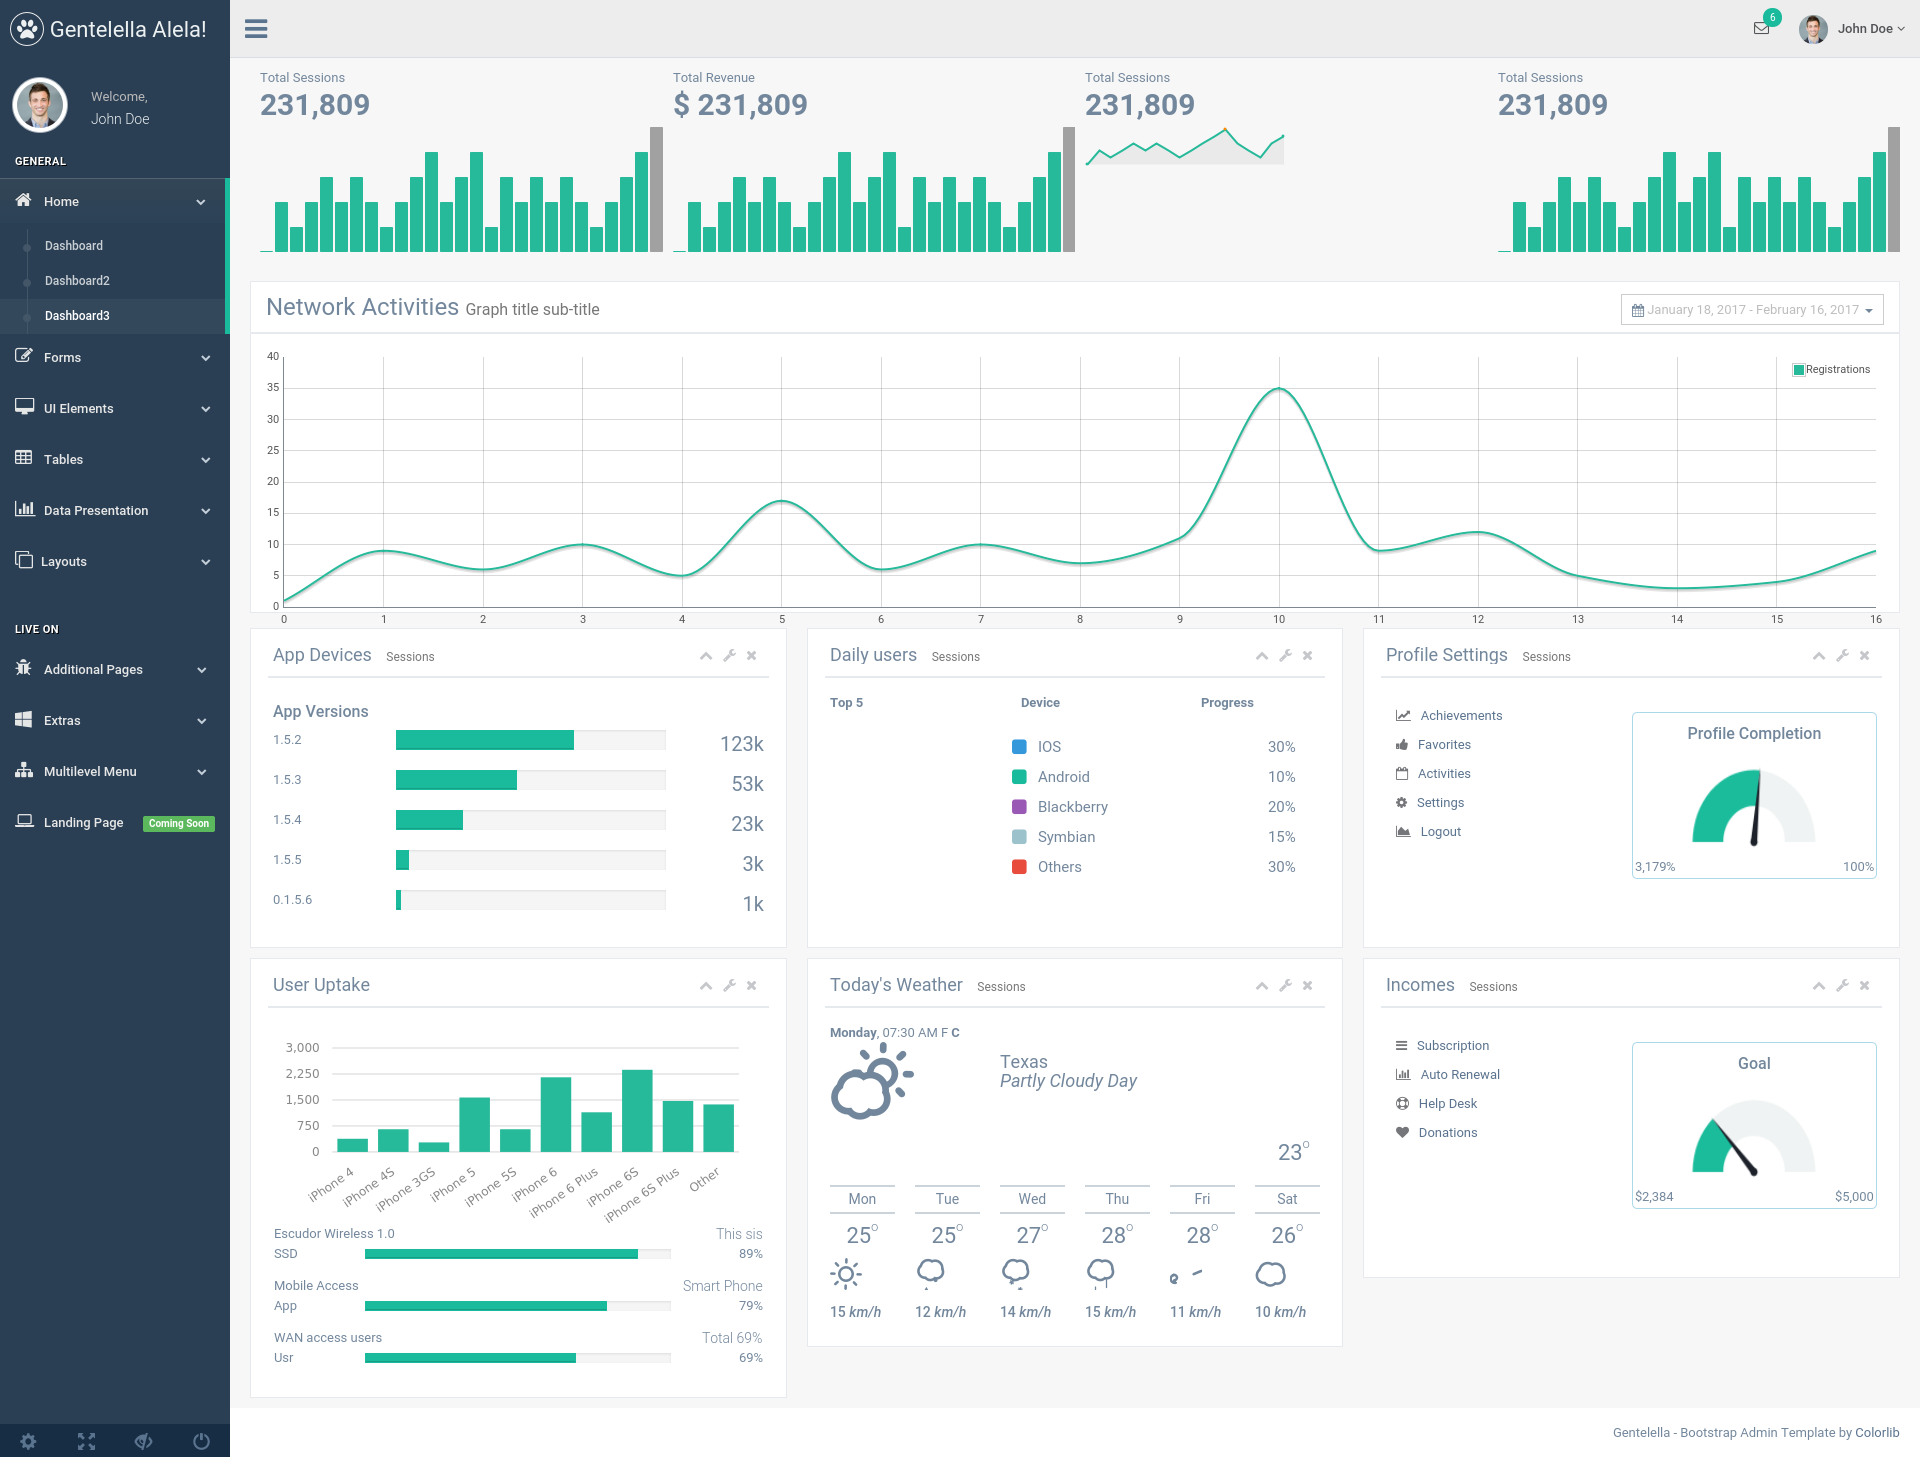 Gentelella Alela!
Welcome,
John Doe
GENERAL
Home
Dashboard
Dashboard2
Dashboard3
Forms
UI Elements
Tables
Data Presentation
Layouts
LIVE ON
Additional Pages
Extras
Multilevel Menu
Landing Page Coming Soon
6
John Doe
Total Sessions
231,809
Total Revenue
$ 231,809
Total Sessions
231,809
Total Sessions
231,809
Network Activities Graph title sub-title
January 18, 2017 - February 16, 2017
Registrations
40
35
30
25
20
15
10
5
0
0 1 2 3 4 5 6 7 8 9 10 11 12 13 14 15 16
App Devices Sessions
App Versions
1.5.2 123k
1.5.3 53k
1.5.4 23k
1.5.5 3k
0.1.5.6 1k
Daily users Sessions
Top 5 Device Progress
IOS 30%
Android 10%
Blackberry 20%
Symbian 15%
Others 30%
Profile Settings Sessions
Achievements
Favorites
Activities
Settings
Logout
Profile Completion
3,179% 100%
User Uptake
3,000
2,250
1,500
750
0
iPhone 4 iPhone 4S iPhone 3GS iPhone 5 iPhone 5S iPhone 6 iPhone 6 Plus iPhone 6S iPhone 6S Plus Other
Escudor Wireless 1.0 This sis
SSD 89%
Mobile Access Smart Phone
App 79%
WAN access users Total 69%
Usr 69%
Today's Weather Sessions
Monday, 07:30 AM F C
Texas
Partly Cloudy Day
23°
Mon Tue Wed Thu Fri Sat
25° 25° 27° 28° 28° 26°
15 km/h 12 km/h 14 km/h 15 km/h 11 km/h 10 km/h
Incomes Sessions
Subscription
Auto Renewal
Help Desk
Donations
Goal
$2,384 $5,000
Gentelella - Bootstrap Admin Template by Colorlib